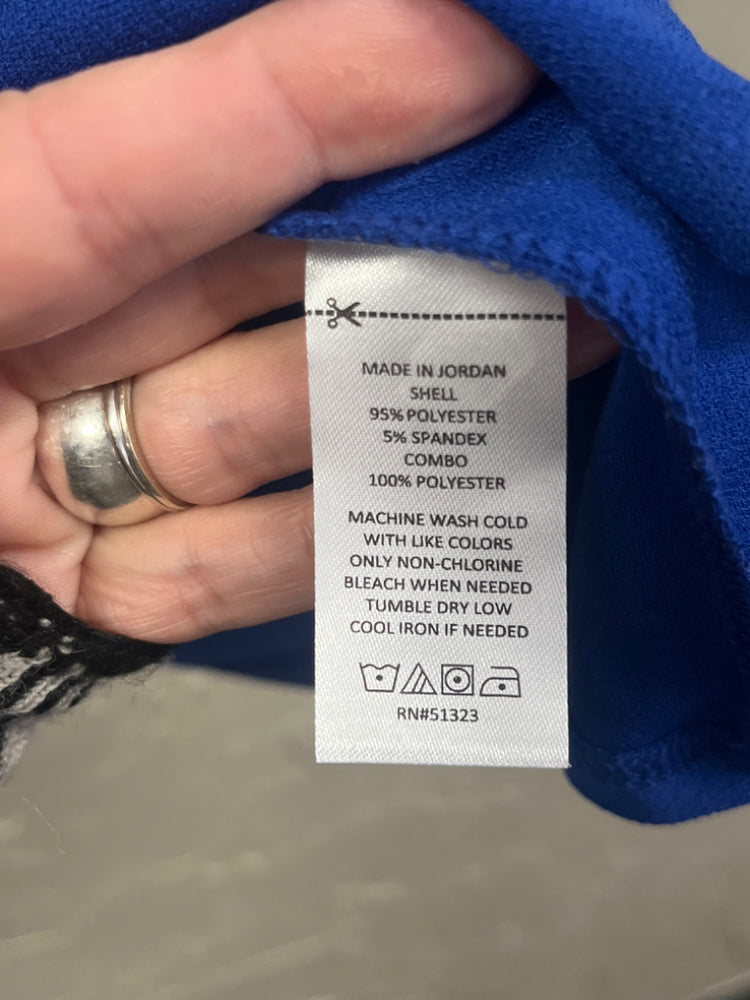 MADE IN JORDAN
SHELL
95% POLYESTER
5% SPANDEX
COMBO
100% POLYESTER
MACHINE WASH COLD
WITH LIKE COLORS
ONLY NON-CHLORINE
BLEACH WHEN NEEDED
TUMBLE DRY LOW
COOL IRON IF NEEDED
RN#51323